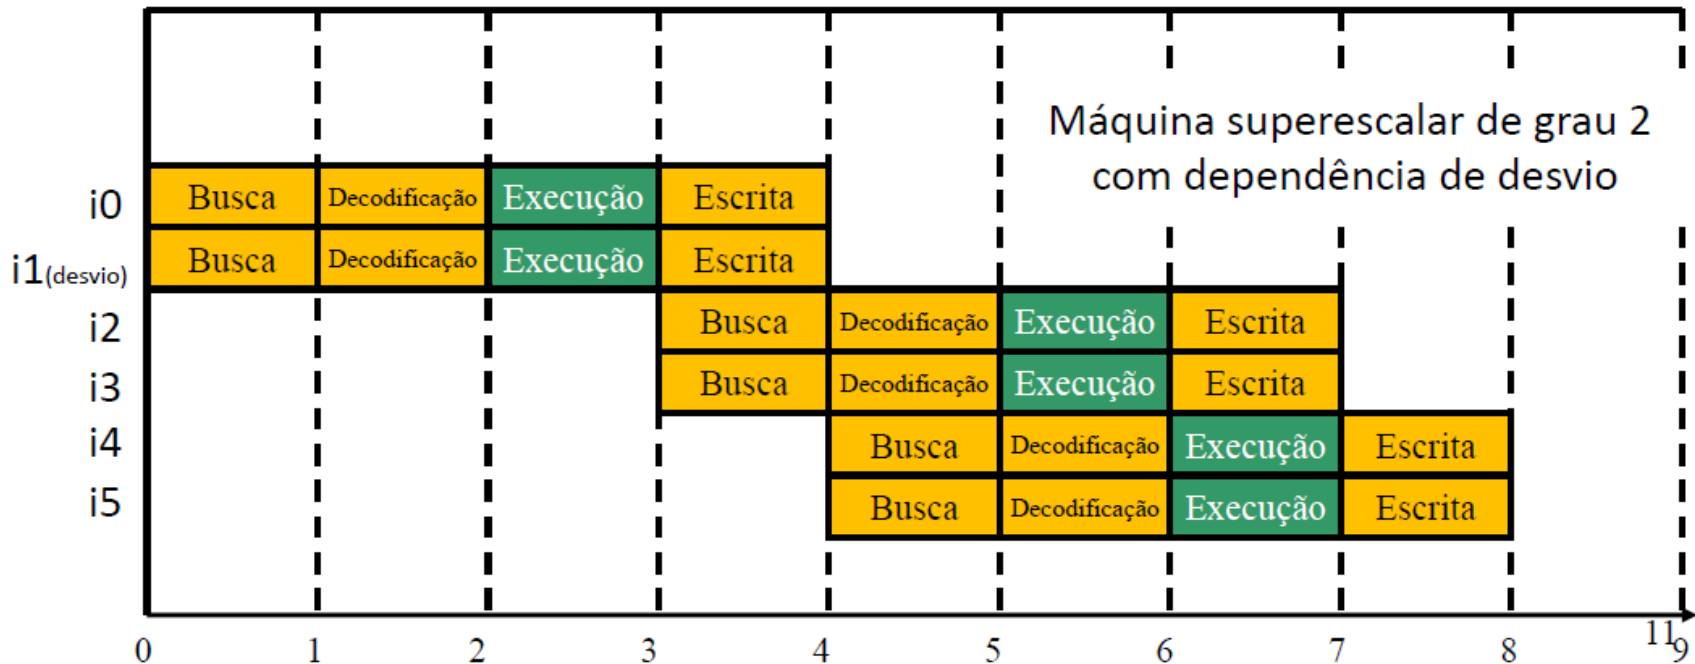 Máquina superescalar de grau 2
com dependência de desvio
i0 Busca Decodificação Execução Escrita
i1(desvio) Busca Decodificação Execução Escrita
i2 Busca Decodificação Execução Escrita
i3 Busca Decodificação Execução Escrita
i4 Busca Decodificação Execução Escrita
i5 Busca Decodificação Execução Escrita
0 1 2 3 4 5 6 7 8 9
11